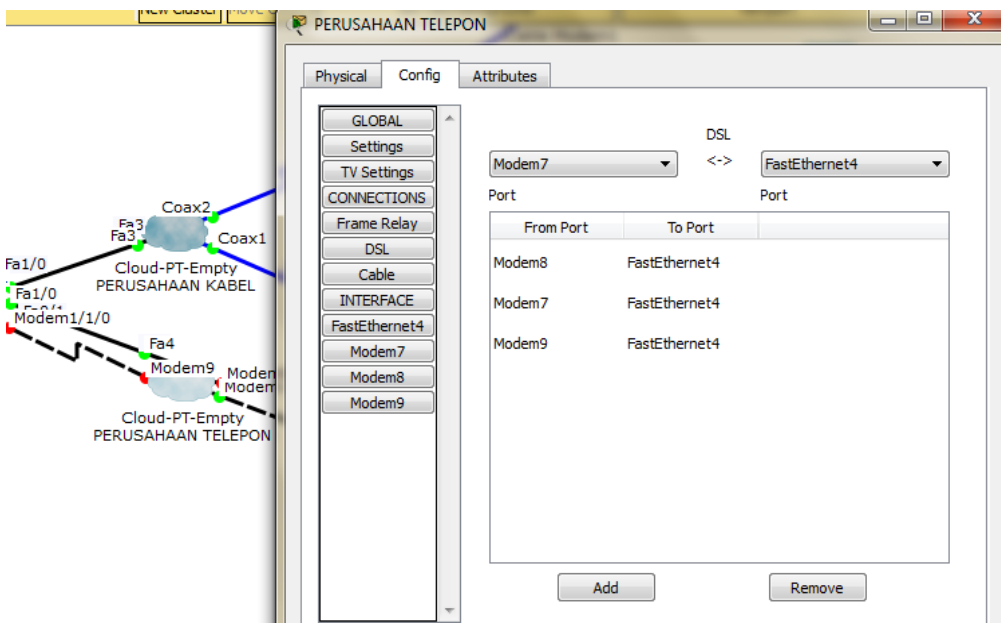 New Cluster Move
PERUSAHAAN TELEPON
Physical Config Attributes
GLOBAL
Settings
TV Settings
CONNECTIONS
Frame Relay
DSL
Cable
INTERFACE
FastEthernet4
Modem7
Modem8
Modem9
DSL
Modem7 <-> FastEthernet4
Port Port
From Port To Port
Modem8 FastEthernet4
Modem7 FastEthernet4
Modem9 FastEthernet4
Add Remove
Coax2
Fa3
Fa3
Coax1
Fa1/0
Cloud-PT-Empty
PERUSAHAAN KABEL
Fa1/0
Modem1/1/0
Fa4
Modem9
Modem
Modem
Cloud-PT-Empty
PERUSAHAAN TELEPON